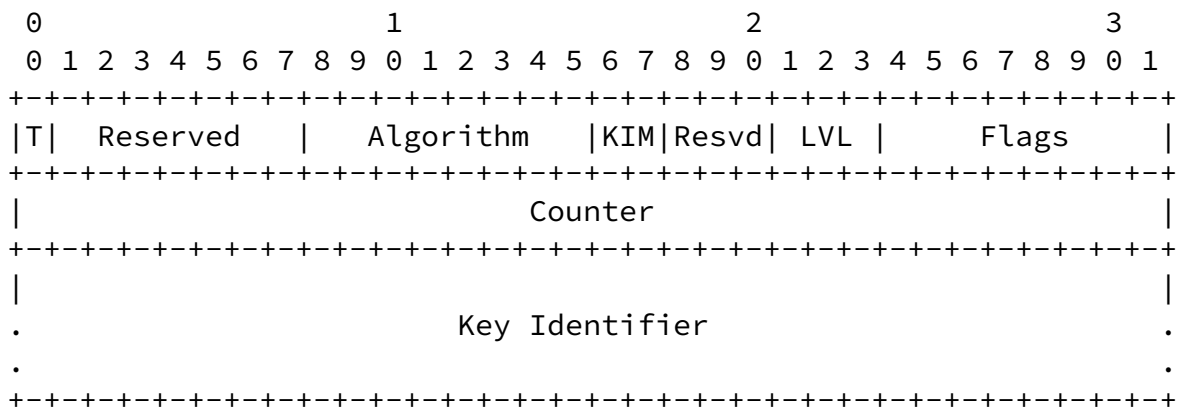 0                   1                   2                   3
 0 1 2 3 4 5 6 7 8 9 0 1 2 3 4 5 6 7 8 9 0 1 2 3 4 5 6 7 8 9 0 1
+-+-+-+-+-+-+-+-+-+-+-+-+-+-+-+-+-+-+-+-+-+-+-+-+-+-+-+-+-+-+-+-+
|T|  Reserved   |   Algorithm   |KIM|Resvd| LVL |     Flags     |
+-+-+-+-+-+-+-+-+-+-+-+-+-+-+-+-+-+-+-+-+-+-+-+-+-+-+-+-+-+-+-+-+
|                            Counter                            |
+-+-+-+-+-+-+-+-+-+-+-+-+-+-+-+-+-+-+-+-+-+-+-+-+-+-+-+-+-+-+-+-+
|                                                               |
.                        Key Identifier                         .
.                                                               .
+-+-+-+-+-+-+-+-+-+-+-+-+-+-+-+-+-+-+-+-+-+-+-+-+-+-+-+-+-+-+-+-+